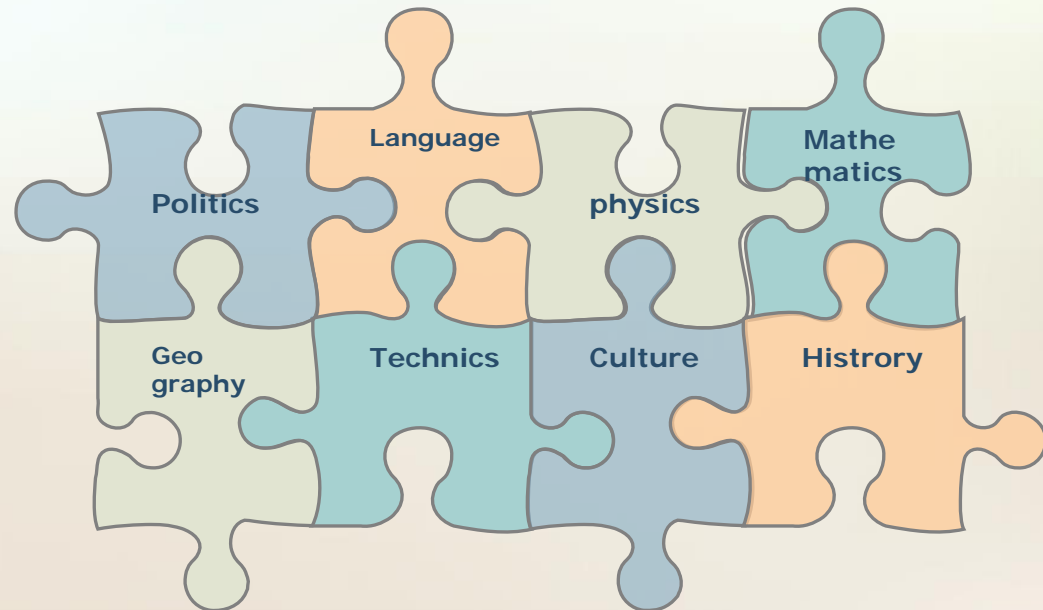 Language
Mathe
matics
Politics
physics
Geo
graphy
Technics
Culture
Histrory